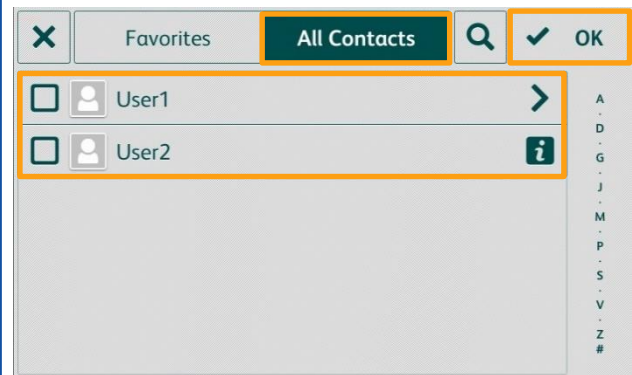 Favorites
All Contacts
OK
User1
User2
A
D
G
J
M
P
S
V
Z
#